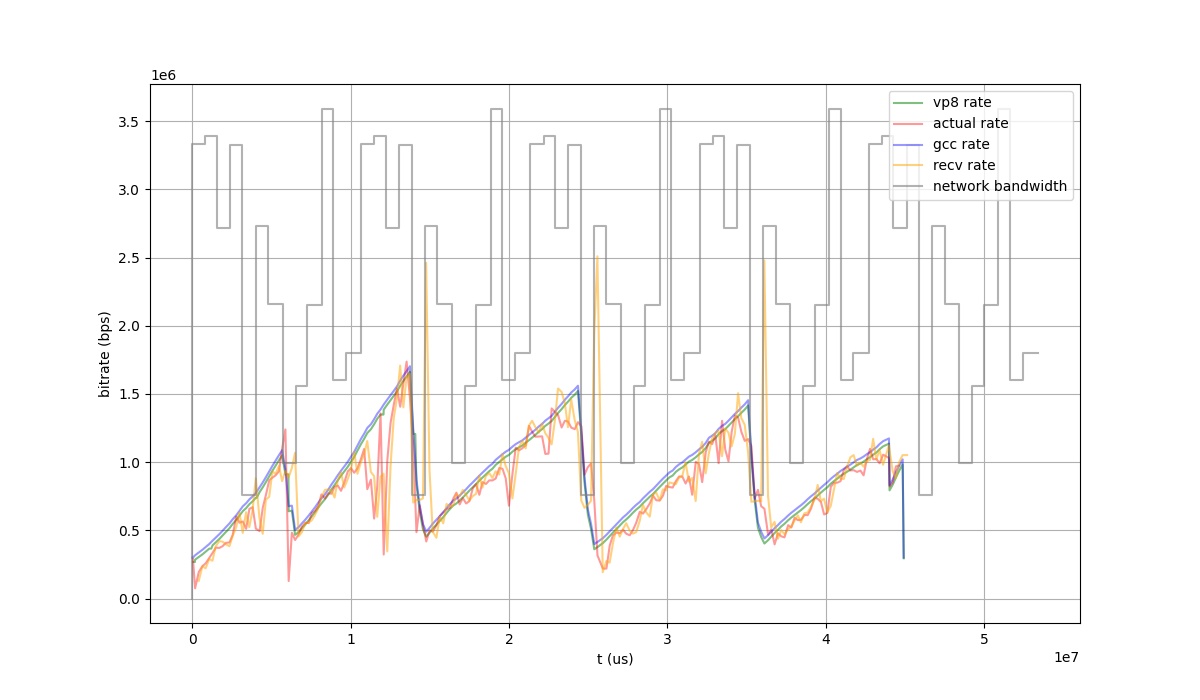 1e6
vp8 rate
actual rate
gcc rate
recv rate
network bandwidth
3.5
3.0
2.5
2.0
1.5
1.0
0.5
0.0
bitrate (bps)
0 1 2 3 4 5
t (us)
1e7